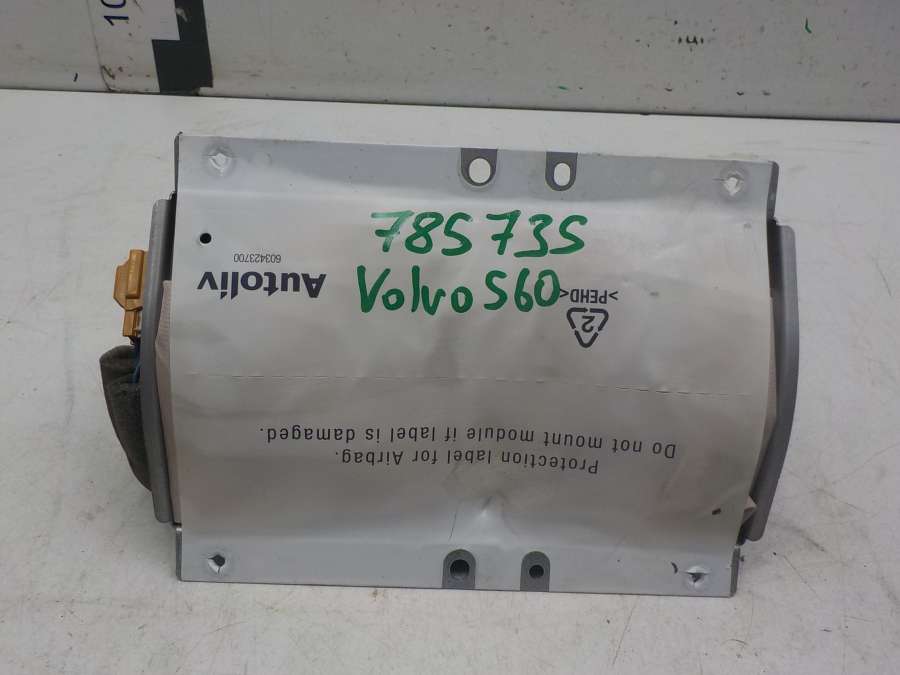 10
785735
Volvo S60
Autoliv
603423700
>PEHD<
2
Protection label for Airbag.
Do not mount module if label is damaged.